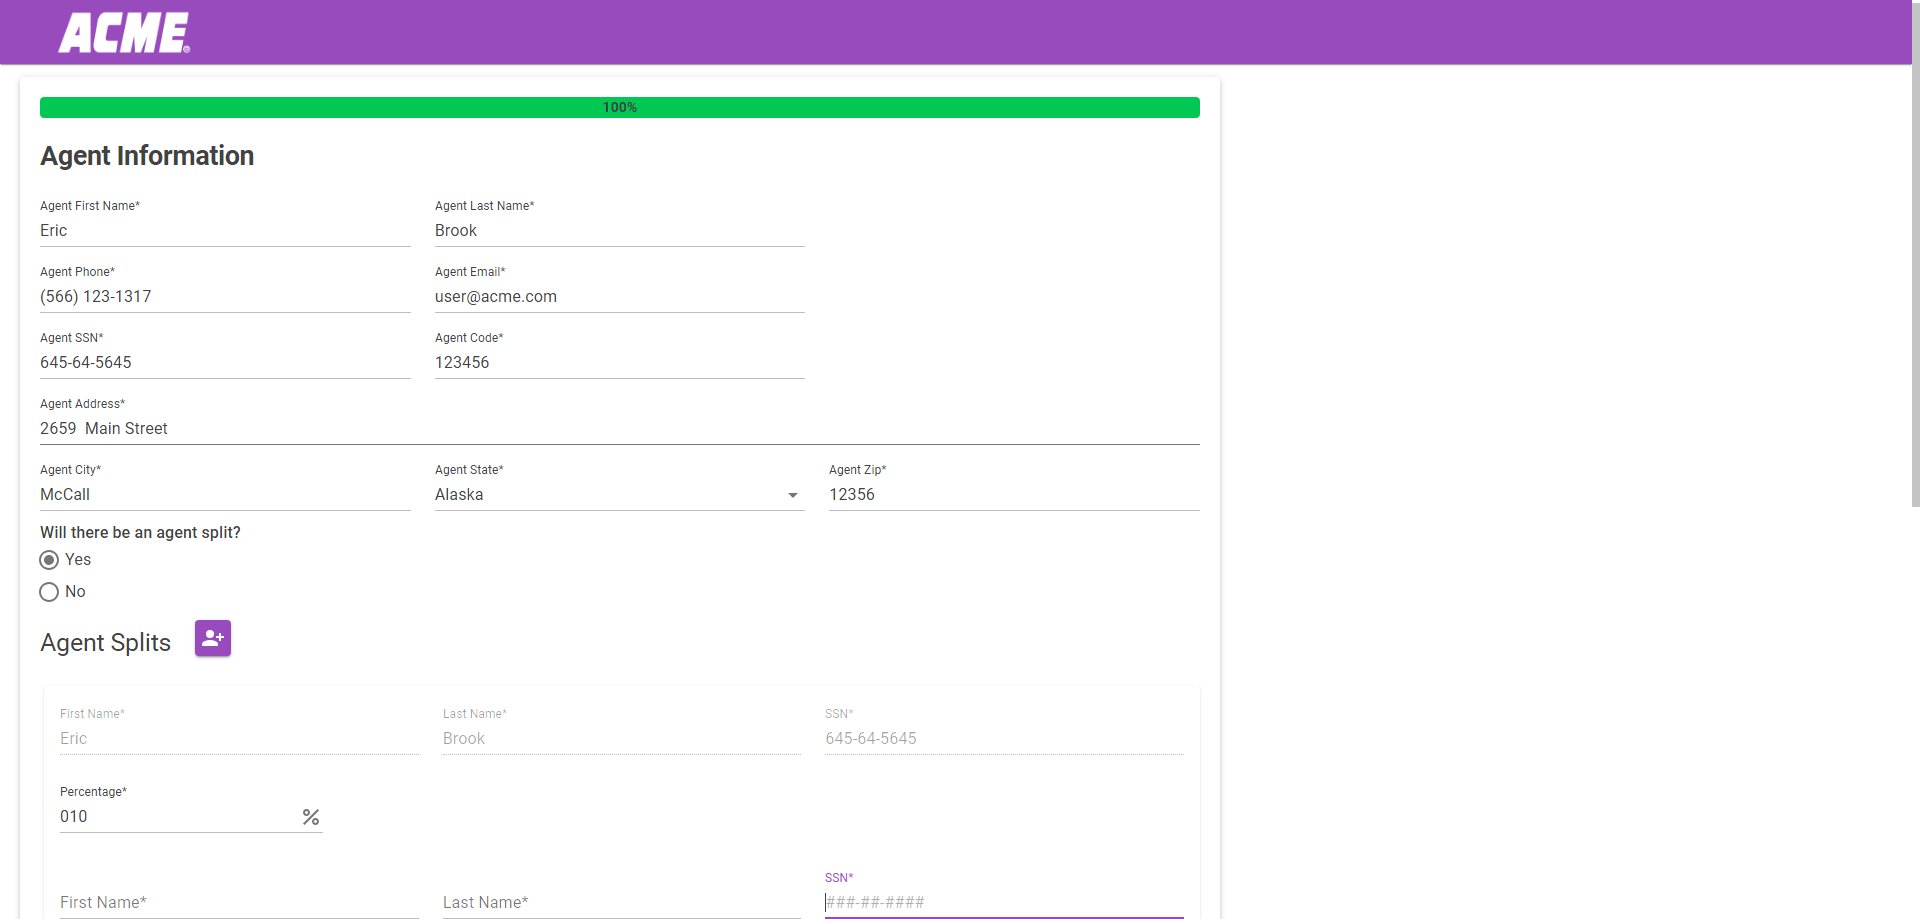 ACME®
100%
Agent Information
Agent First Name* Agent Last Name*
Eric Brook
Agent Phone* Agent Email*
(566) 123-1317 user@acme.com
Agent SSN* Agent Code*
645-64-5645 123456
Agent Address*
2659  Main Street
Agent City* Agent State* Agent Zip*
McCall Alaska 12356
Will there be an agent split?
Yes
No
Agent Splits
First Name* Last Name* SSN*
Eric Brook 645-64-5645
Percentage*
010 %
SSN*
First Name* Last Name* ###-##-####